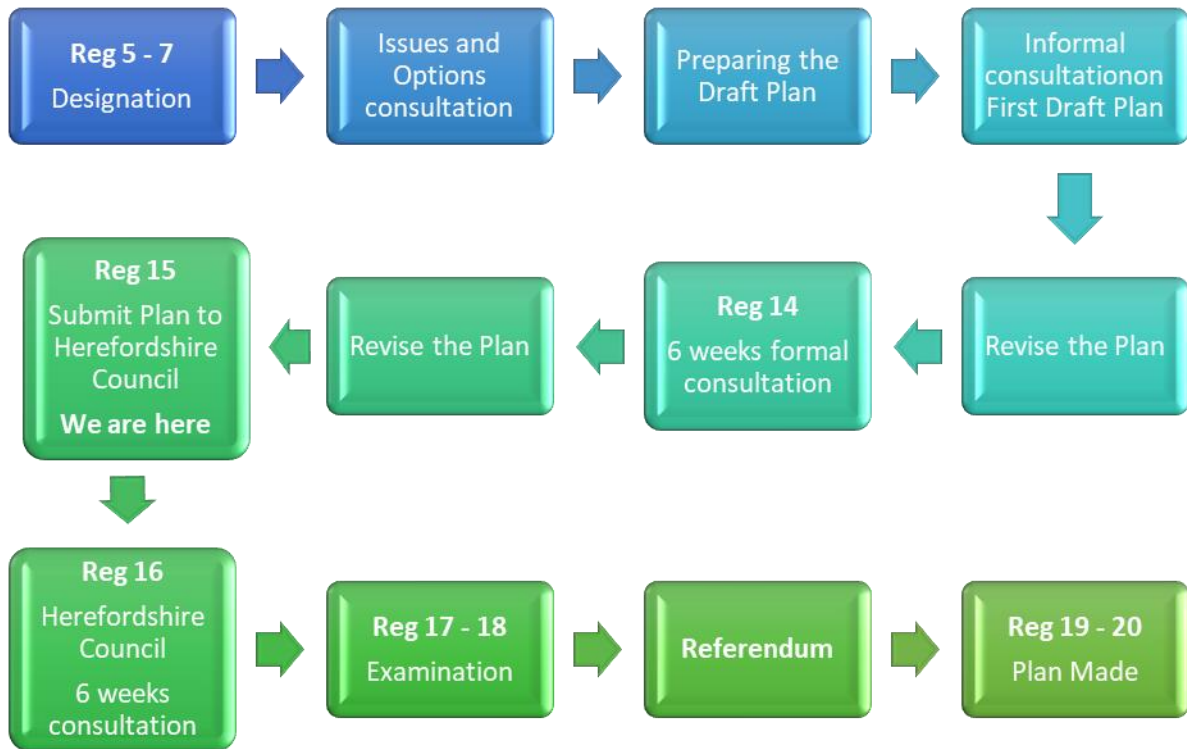 Reg 5 - 7
Designation
Issues and
Options
consultation
Preparing the
Draft Plan
Informal
consultationon
First Draft Plan
Revise the Plan
Reg 14
6 weeks formal
consultation
Revise the Plan
Reg 15
Submit Plan to
Herefordshire
Council
We are here
Reg 16
Herefordshire
Council
6 weeks
consultation
Reg 17 - 18
Examination
Referendum
Reg 19 - 20
Plan Made